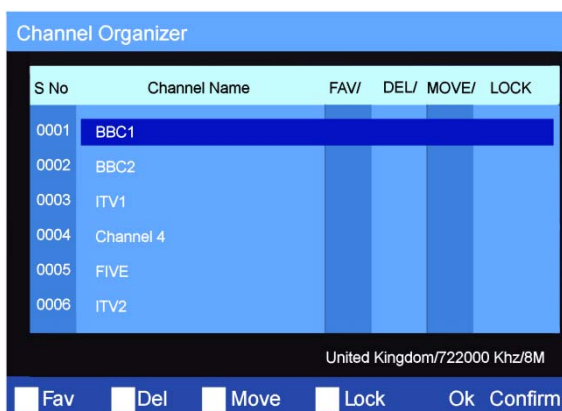 Channel Organizer
S No Channel Name FAV/ DEL/ MOVE/ LOCK
0001 BBC1
0002 BBC2
0003 ITV1
0004 Channel 4
0005 FIVE
0006 ITV2
United Kingdom/722000 Khz/8M
Fav Del Move Lock Ok Confirm